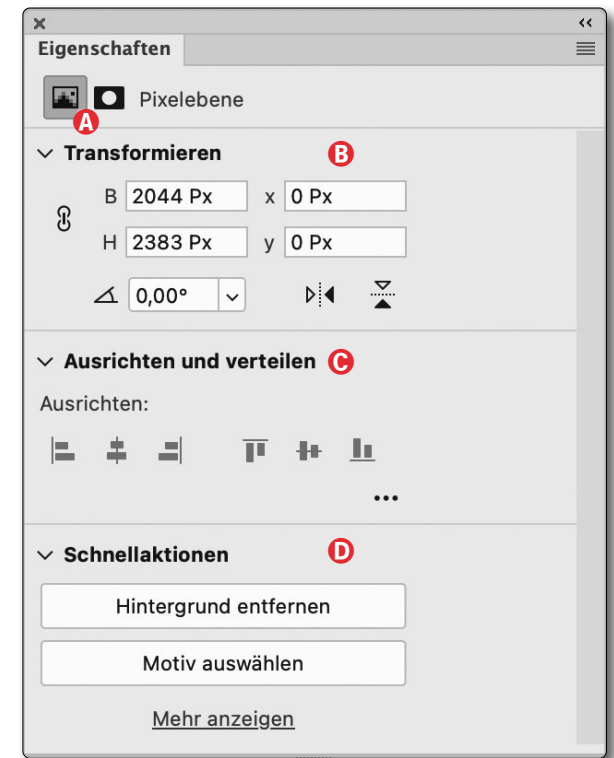 Eigenschaften
Pixelebene
A
Transformieren B
B 2044 Px x 0 Px
H 2383 Px y 0 Px
0,00°
Ausrichten und verteilen C
Ausrichten:
Schnellaktionen D
Hintergrund entfernen
Motiv auswählen
Mehr anzeigen